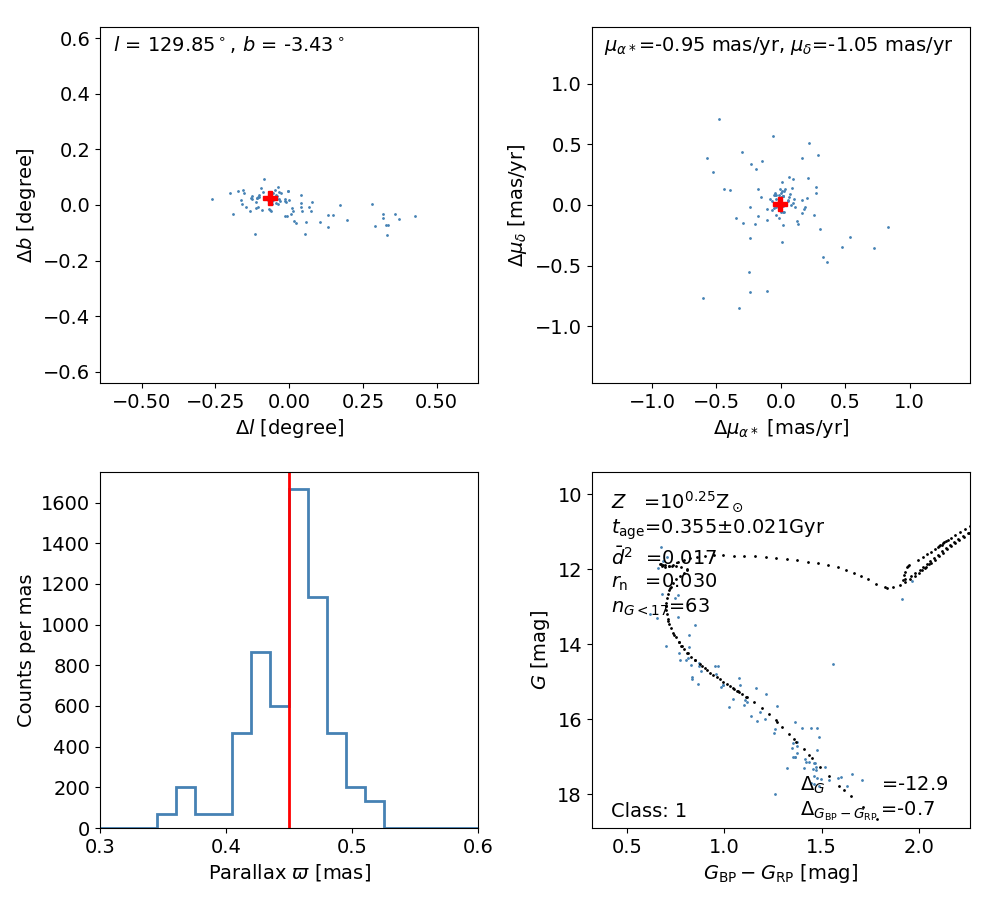 l = 129.85°, b = -3.43°
0.6
0.4
0.2
0.0
−0.2
−0.4
−0.6
Δb [degree]
−0.50
−0.25
0.00
0.25
0.50
Δl [degree]
μα∗=-0.95 mas/yr, μδ=-1.05 mas/yr
1.0
0.5
0.0
−0.5
−1.0
Δμδ [mas/yr]
−1.0
−0.5
0.0
0.5
1.0
Δμα∗ [mas/yr]
1600
1400
1200
1000
800
600
400
200
0
Counts per mas
0.3
0.4
0.5
0.6
Parallax ϖ [mas]
Z =10^0.25 Z⊙
t_age=0.355±0.021Gyr
d̄² =0.017
r_n =0.030
n_G<.17=63
Δ_G =-12.9
Δ_GBP−GRP =-0.7
Class: 1
10
12
14
16
18
G [mag]
0.5
1.0
1.5
2.0
G_BP − G_RP [mag]